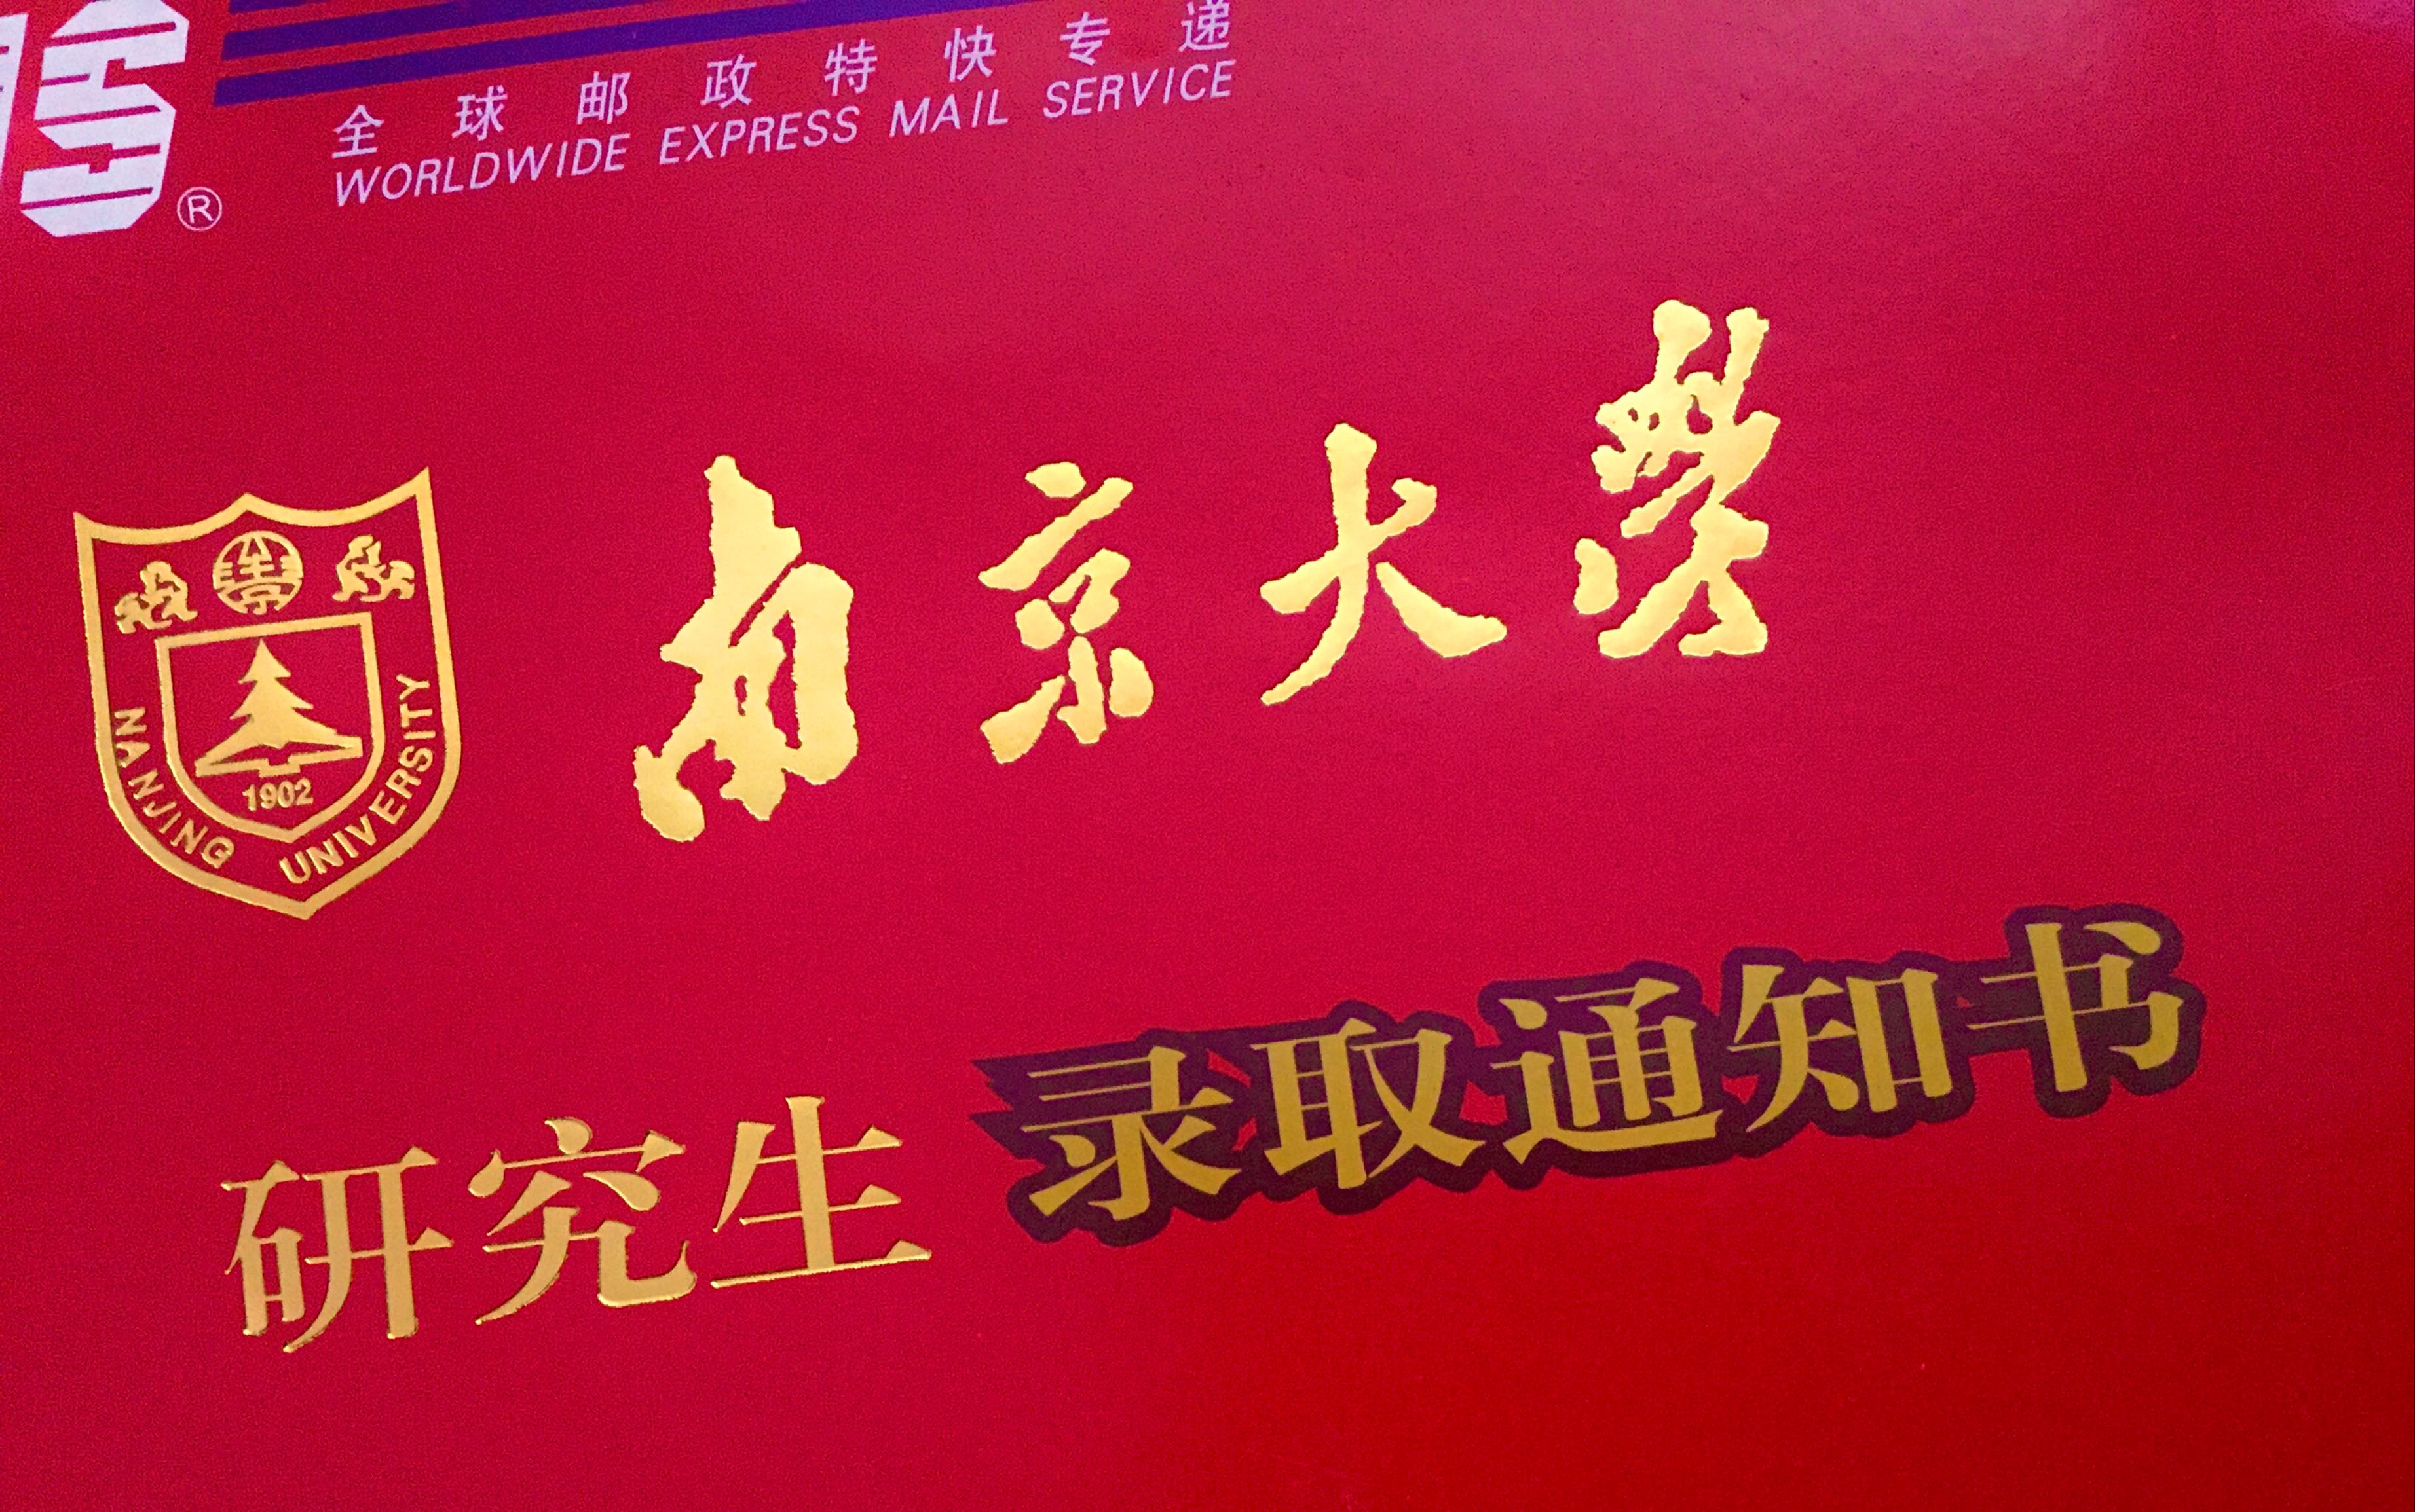 全球邮政特快专递
WORLDWIDE EXPRESS MAIL SERVICE
®
南京大學
1902
NANJING UNIVERSITY
研究生 录取通知书